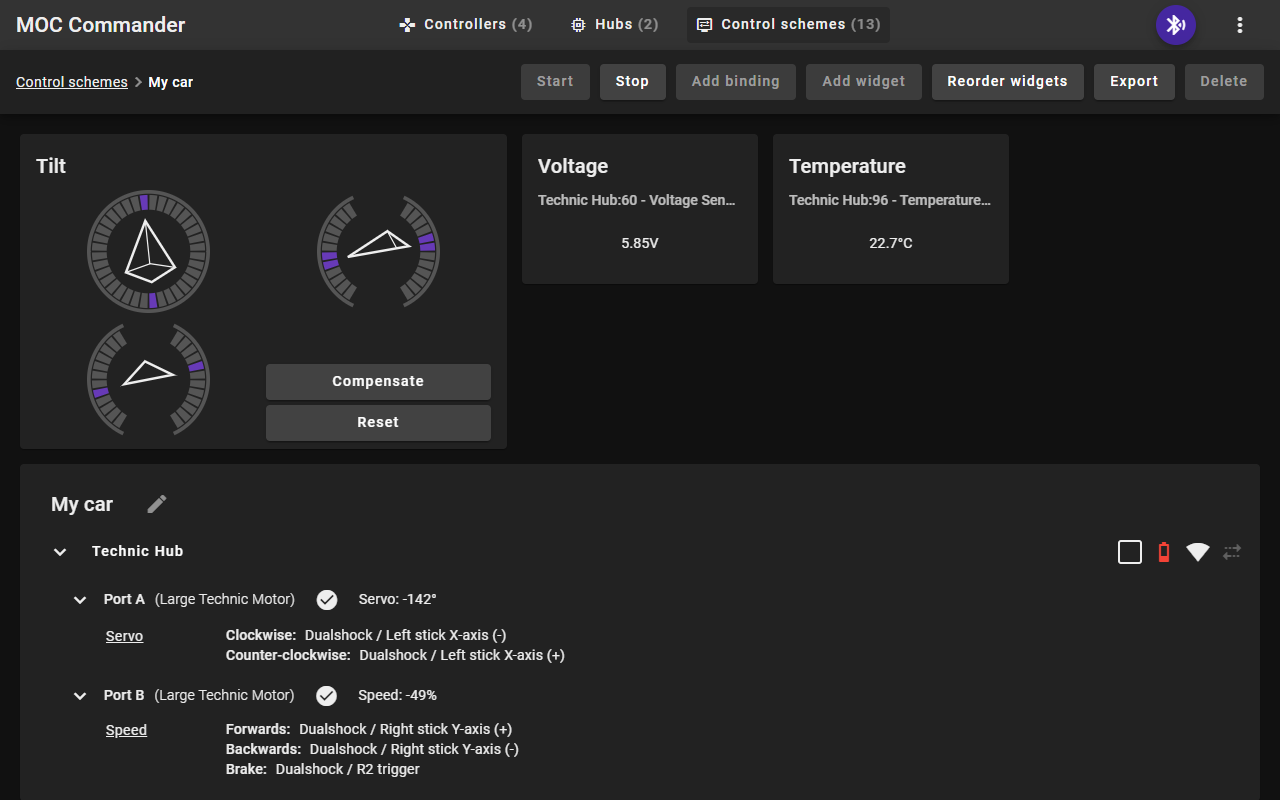 MOC Commander
Controllers (4)
Hubs (2)
Control schemes (13)
Control schemes > My car
Start
Stop
Add binding
Add widget
Reorder widgets
Export
Delete
Tilt
Compensate
Reset
Voltage
Technic Hub:60 - Voltage Sen...
5.85V
Temperature
Technic Hub:96 - Temperature...
22.7°C
My car
Technic Hub
Port A (Large Technic Motor) Servo: -142°
Servo
Clockwise: Dualshock / Left stick X-axis (-)
Counter-clockwise: Dualshock / Left stick X-axis (+)
Port B (Large Technic Motor) Speed: -49%
Speed
Forwards: Dualshock / Right stick Y-axis (+)
Backwards: Dualshock / Right stick Y-axis (-)
Brake: Dualshock / R2 trigger